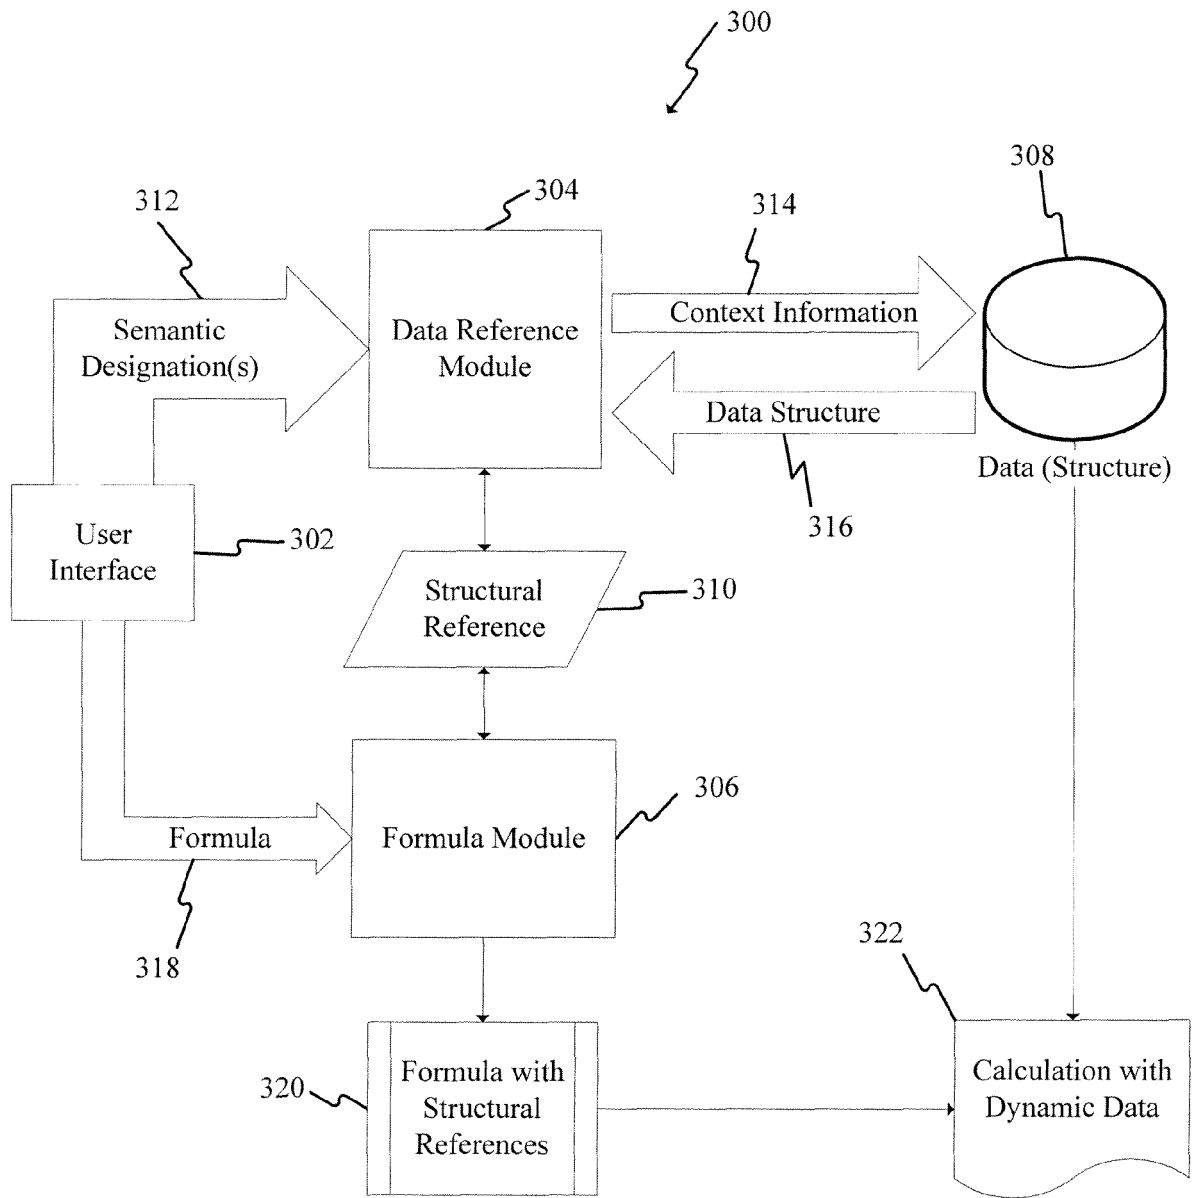 300
308
304
312
314
Semantic
Designation(s)
Data Reference
Module
Context Information
Data Structure
Data (Structure)
316
User
Interface
302
Structural
Reference
310
306
Formula
Formula Module
318
322
320
Formula with
Structural
References
Calculation with
Dynamic Data